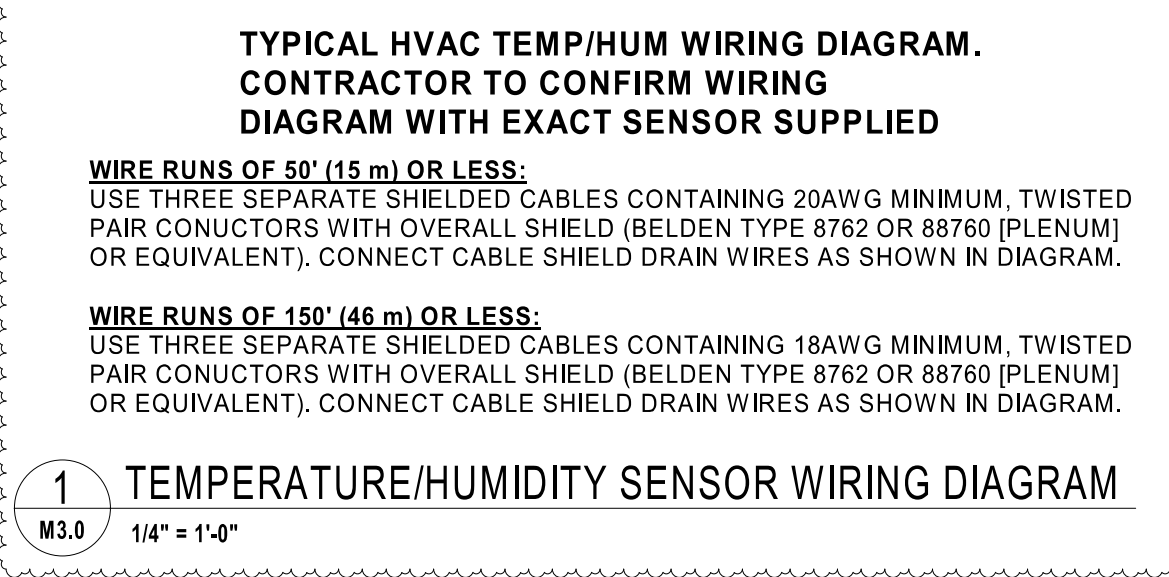 TYPICAL HVAC TEMP/HUM WIRING DIAGRAM.
CONTRACTOR TO CONFIRM WIRING
DIAGRAM WITH EXACT SENSOR SUPPLIED
WIRE RUNS OF 50' (15 m) OR LESS:
USE THREE SEPARATE SHIELDED CABLES CONTAINING 20AWG MINIMUM, TWISTED
PAIR CONUCTORS WITH OVERALL SHIELD (BELDEN TYPE 8762 OR 88760 [PLENUM]
OR EQUIVALENT). CONNECT CABLE SHIELD DRAIN WIRES AS SHOWN IN DIAGRAM.
WIRE RUNS OF 150' (46 m) OR LESS:
USE THREE SEPARATE SHIELDED CABLES CONTAINING 18AWG MINIMUM, TWISTED
PAIR CONUCTORS WITH OVERALL SHIELD (BELDEN TYPE 8762 OR 88760 [PLENUM]
OR EQUIVALENT). CONNECT CABLE SHIELD DRAIN WIRES AS SHOWN IN DIAGRAM.
1 TEMPERATURE/HUMIDITY SENSOR WIRING DIAGRAM
M3.0 1/4" = 1'-0"